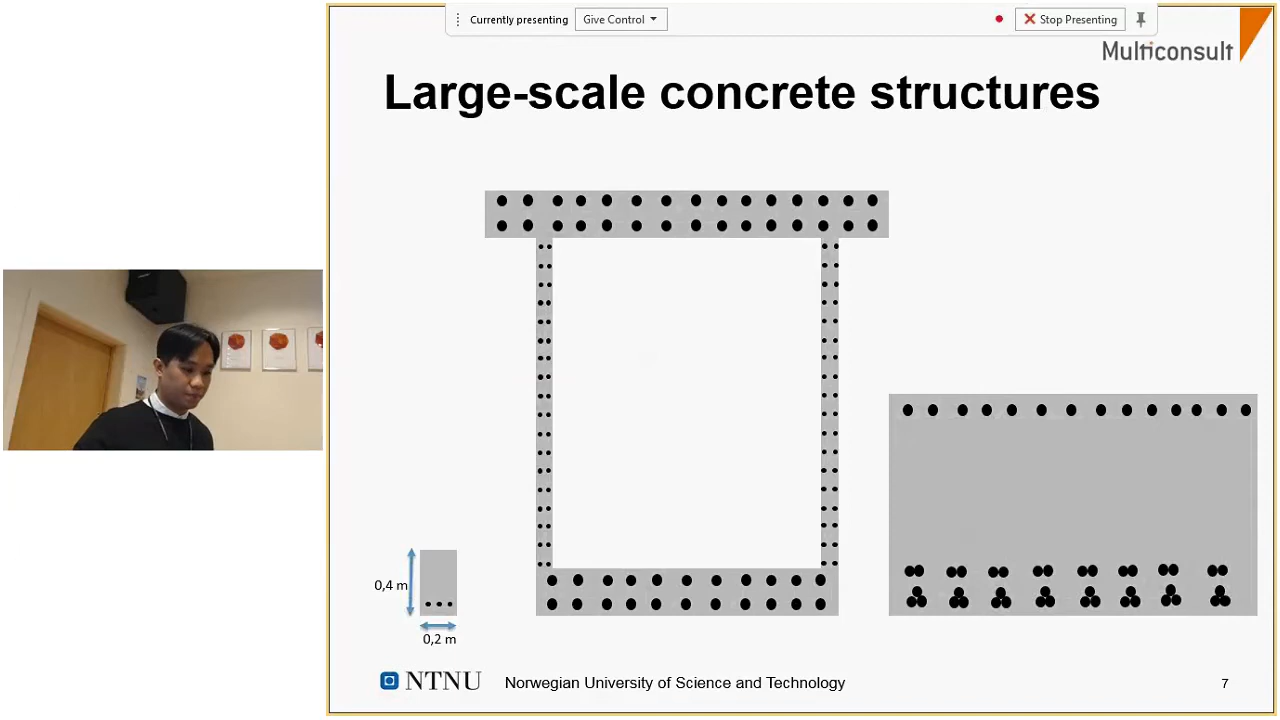 Currently presenting
Give Control
Stop Presenting
Multiconsult
Large-scale concrete structures
0,4 m
0,2 m
NTNU
Norwegian University of Science and Technology
7